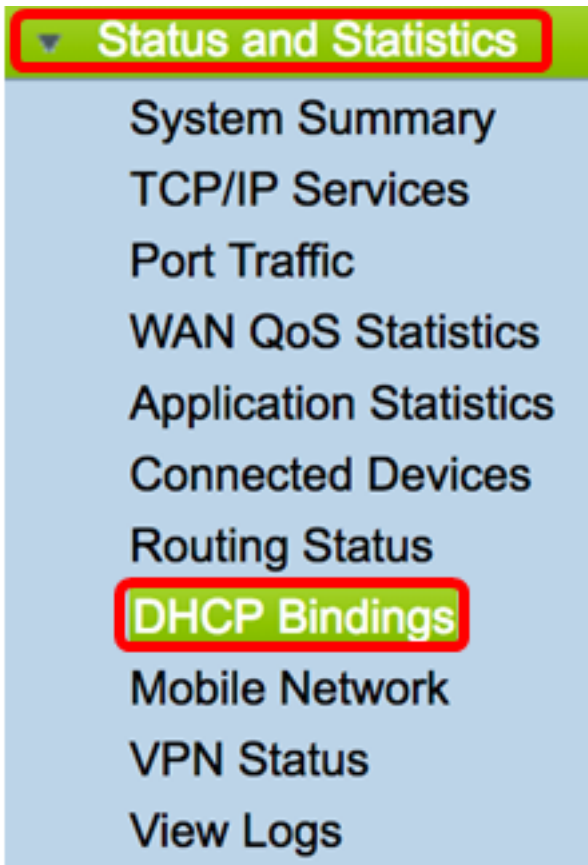 Status and Statistics
System Summary
TCP/IP Services
Port Traffic
WAN QoS Statistics
Application Statistics
Connected Devices
Routing Status
DHCP Bindings
Mobile Network
VPN Status
View Logs